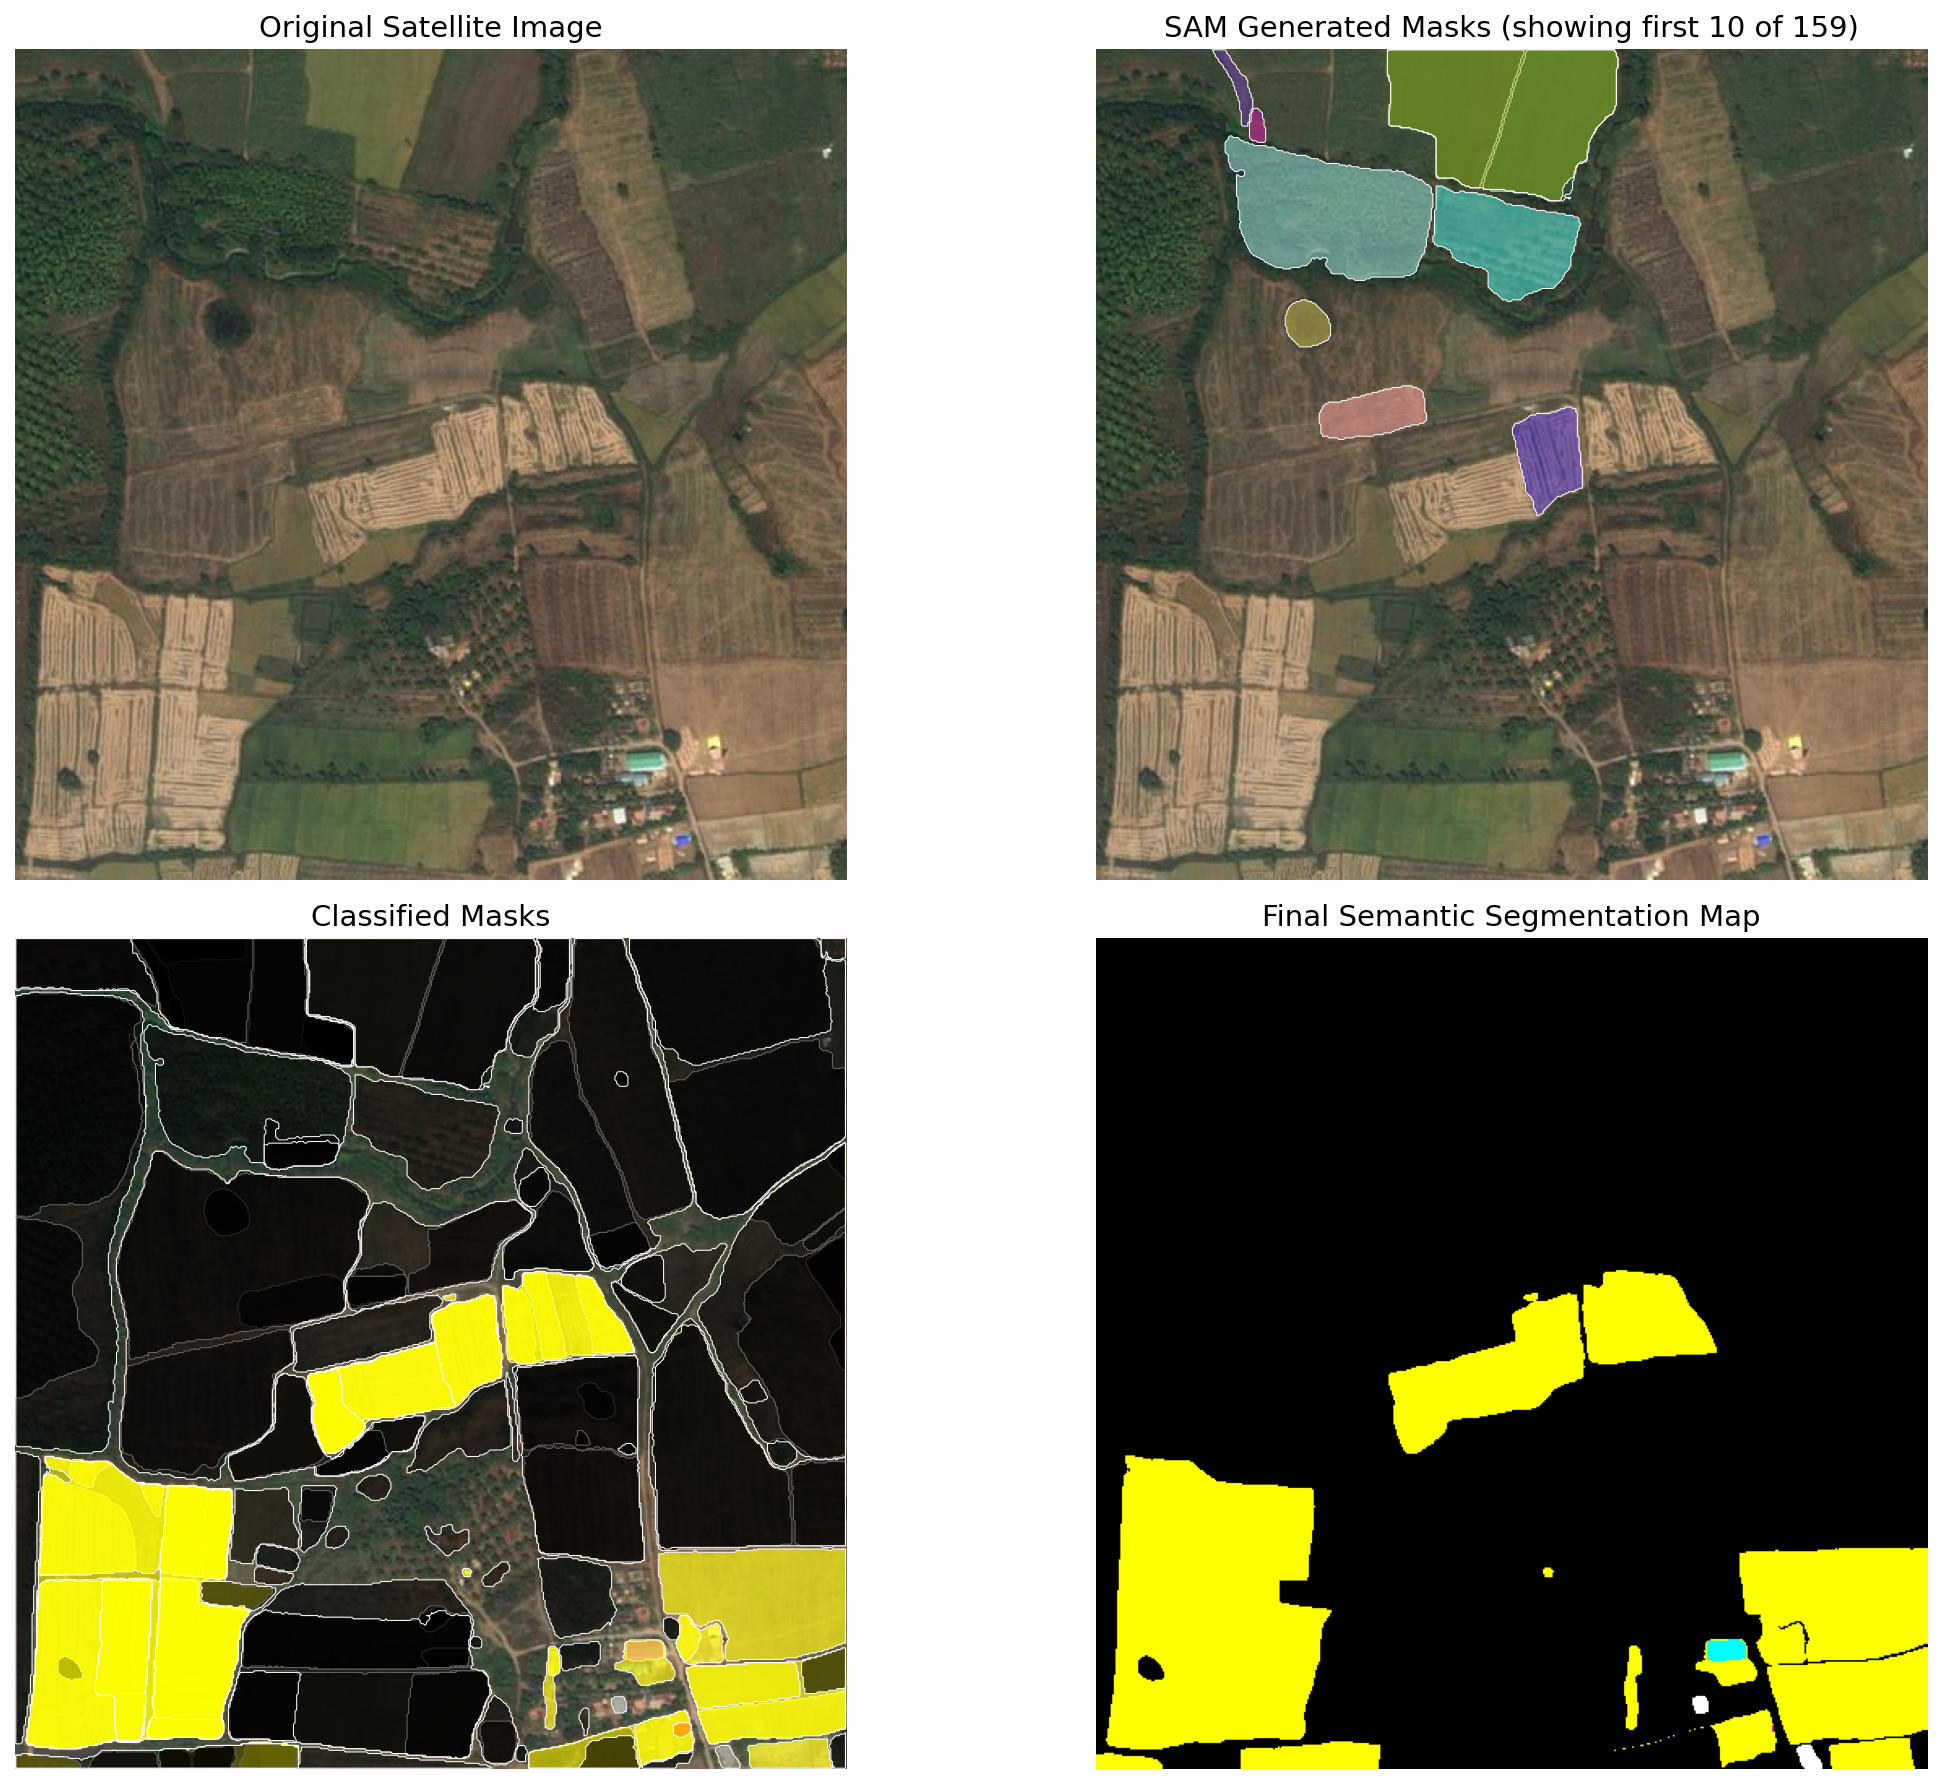 Original Satellite Image
SAM Generated Masks (showing first 10 of 159)
Classified Masks
Final Semantic Segmentation Map